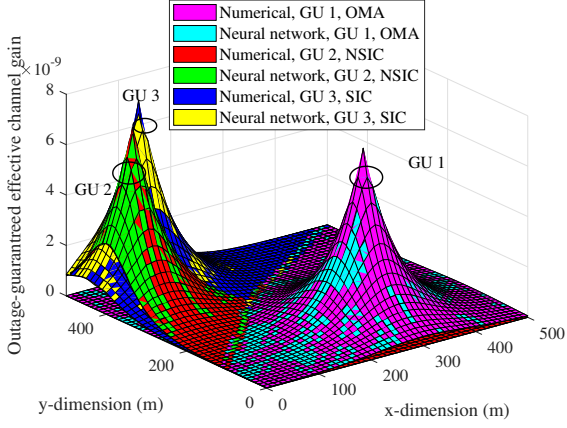 Numerical, GU 1, OMA
Neural network, GU 1, OMA
Numerical, GU 2, NSIC
Neural network, GU 2, NSIC
Numerical, GU 3, SIC
Neural network, GU 3, SIC
×10^-9
Outage-guarantreed effective channel gain
8
6
4
2
0
GU 3
GU 2
GU 1
400
200
0
y-dimension (m)
0
100
200
300
400
500
x-dimension (m)